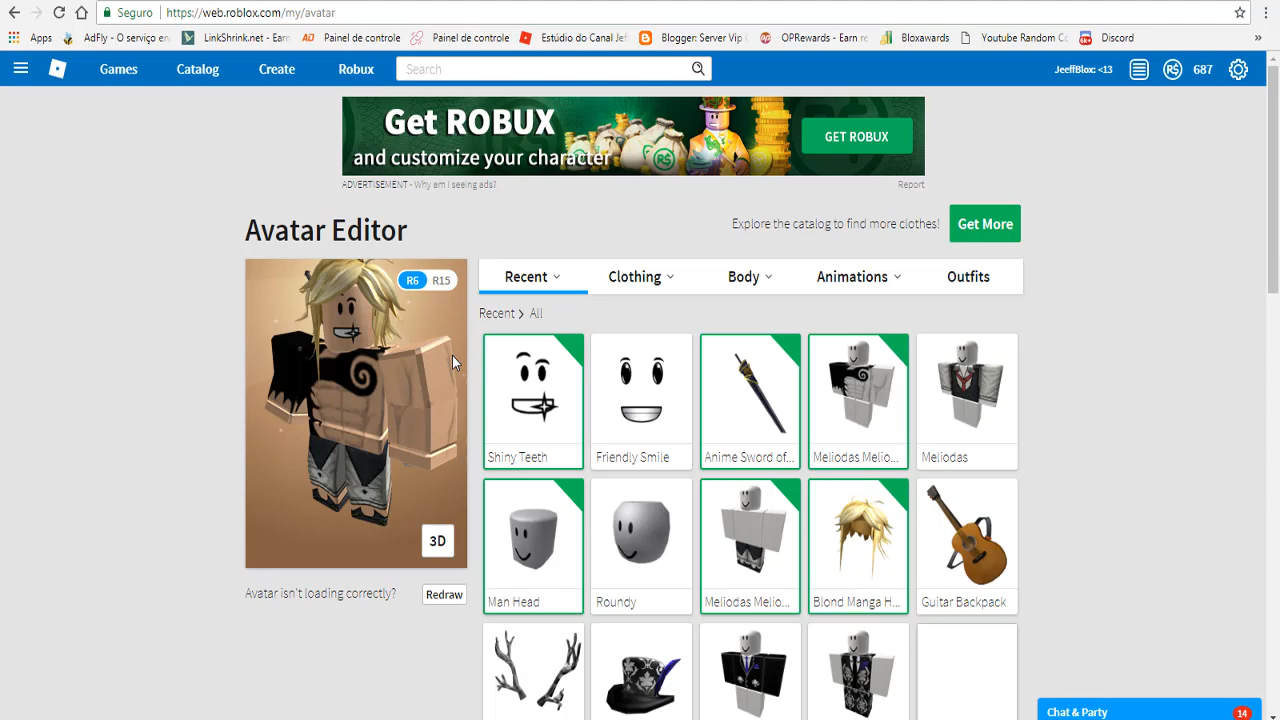 Seguro https://web.roblox.com/my/avatar
Apps AdFly - O serviço en LinkShrink.net - Earn Painel de controle Painel de controle Estúdio do Canal Jef Blogger: Sensei Vip OPRewards - Earn re Bloxawards Youtube Random Co Discord »
Games Catalog Create Roblox Search JeeffBlox: <13 R$ 687
Get ROBUX
and customize your character
GET ROBUX
ADVERTISEMENT - Why am I seeing ads? Report
Avatar Editor
Explore the catalog to find more clothes! Get More
R6 R15
Recent Clothing Body Animations Outfits
Recent > All
Shiny Teeth Friendly Smile Anime Sword of... Meliodas Melio... Meliodas
3D
Avatar isn't loading correctly? Redraw
Man Head Roundy Meliodas Melio... Blond Manga H... Guitar Backpack
Chat & Party 14